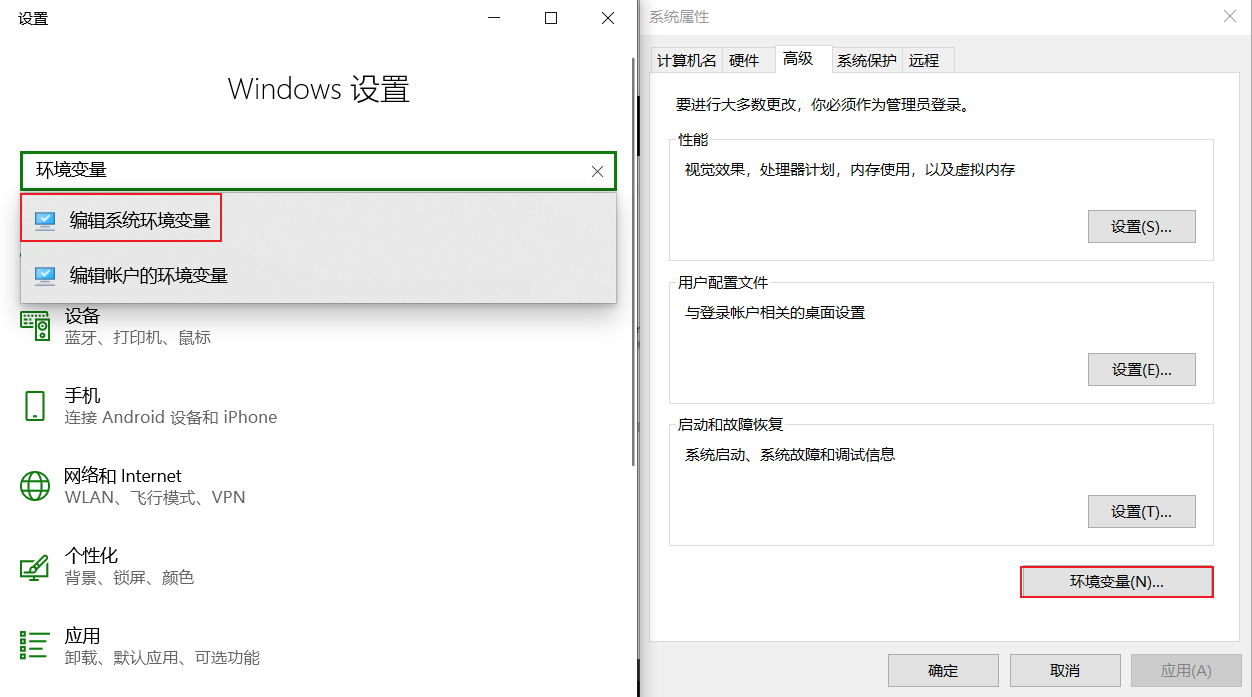 设置
Windows 设置
环境变量
编辑系统环境变量
编辑帐户的环境变量
设备
蓝牙、打印机、鼠标
手机
连接 Android 设备和 iPhone
网络和 Internet
WLAN、飞行模式、VPN
个性化
背景、锁屏、颜色
应用
卸载、默认应用、可选功能
系统属性
计算机名 硬件 高级 系统保护 远程
要进行大多数更改，你必须作为管理员登录。
性能
视觉效果，处理器计划，内存使用，以及虚拟内存
设置(S)...
用户配置文件
与登录帐户相关的桌面设置
设置(E)...
启动和故障恢复
系统启动、系统故障和调试信息
设置(T)...
环境变量(N)...
确定 取消 应用(A)